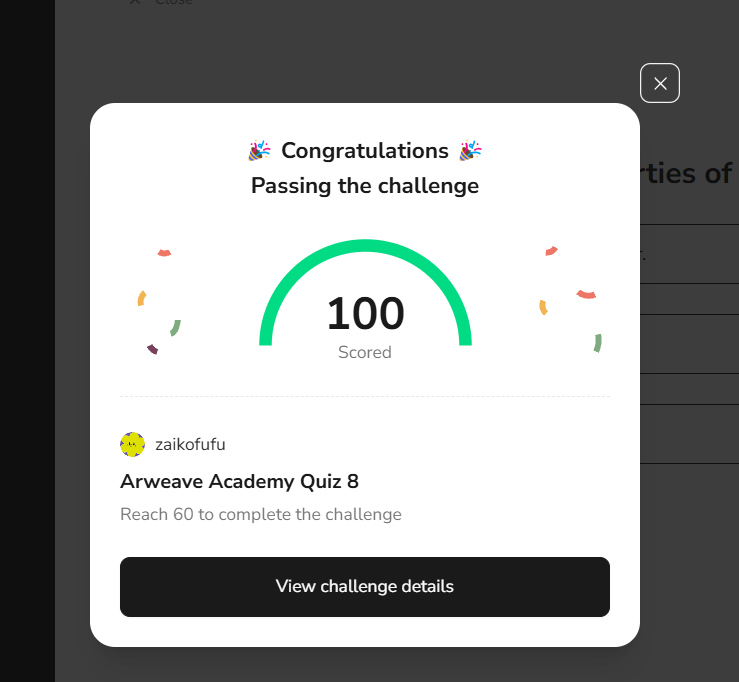 Close
🎉 Congratulations 🎉
rties of
Passing the challenge
100
Scored
zaikofufu
Arweave Academy Quiz 8
Reach 60 to complete the challenge
View challenge details